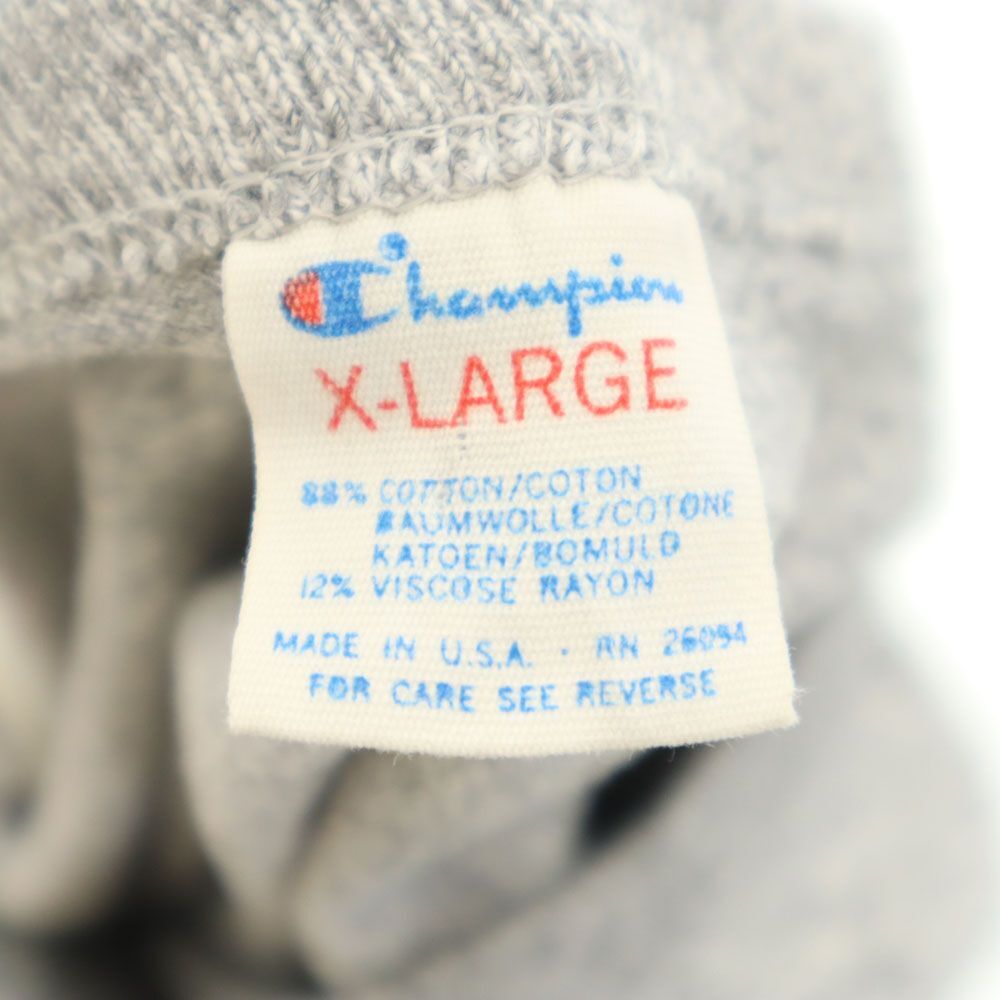 Champion®
X-LARGE
88% COTTON/COTON
BAUMWOLLE/COTONE
KATOEN/BOMULD
12% VISCOSE RAYON
MADE IN U.S.A. · RN 26094
FOR CARE SEE REVERSE